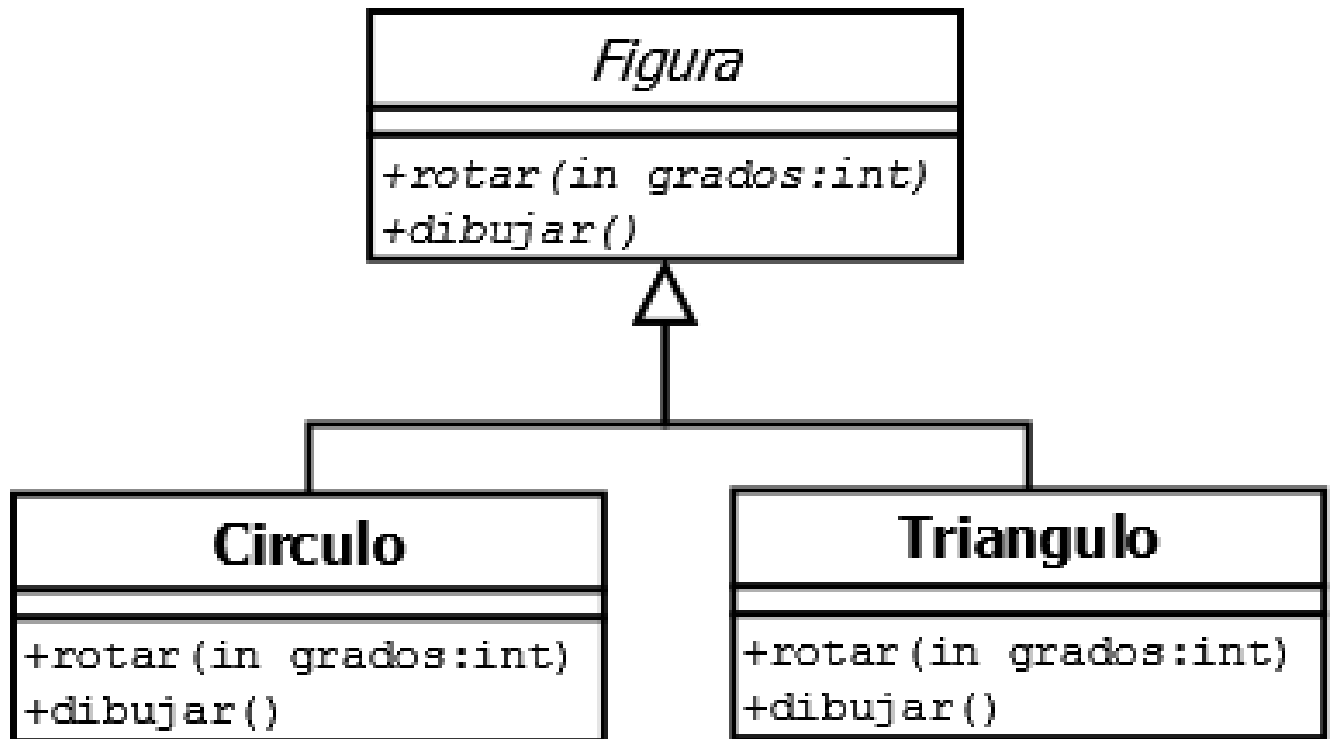 Figura
+rotar(in grados:int)
+dibujar()
Circulo
+rotar(in grados:int)
+dibujar()
Triangulo
+rotar(in grados:int)
+dibujar()